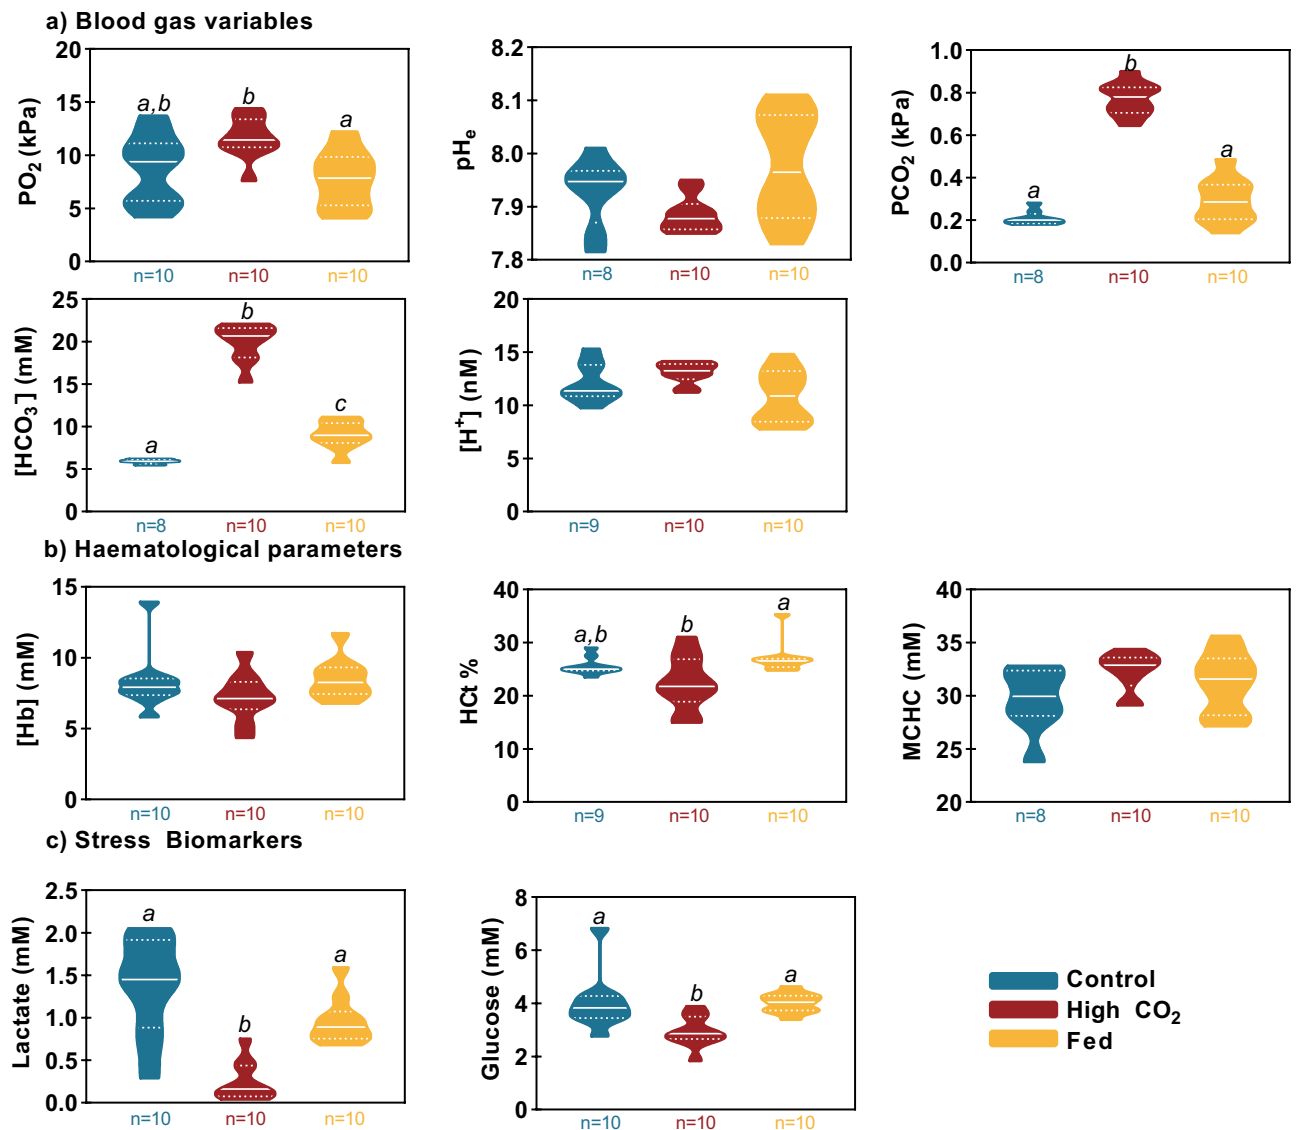 a) Blood gas variables
PO2 (kPa)
20
15
10
5
0
a,b
b
a
n=10
n=10
n=10
pHe
8.2
8.1
8.0
7.9
7.8
n=8
n=10
n=10
PCO2 (kPa)
1.0
0.8
0.6
0.4
0.2
0.0
a
b
a
n=8
n=10
n=10
[HCO3] (mM)
25
20
15
10
5
0
a
b
c
n=8
n=10
n=10
[H+] (nM)
20
15
10
5
0
n=9
n=10
n=10
b) Haematological parameters
[Hb] (mM)
15
10
5
0
n=10
n=10
n=10
HCt %
40
30
20
10
0
a,b
b
a
n=9
n=10
n=10
MCHC (mM)
40
35
30
25
20
n=8
n=10
n=10
c) Stress Biomarkers
Lactate (mM)
2.5
2.0
1.5
1.0
0.5
0.0
a
b
a
n=10
n=10
n=10
Glucose (mM)
8
6
4
2
0
a
b
a
n=10
n=10
n=10
Control
High CO2
Fed